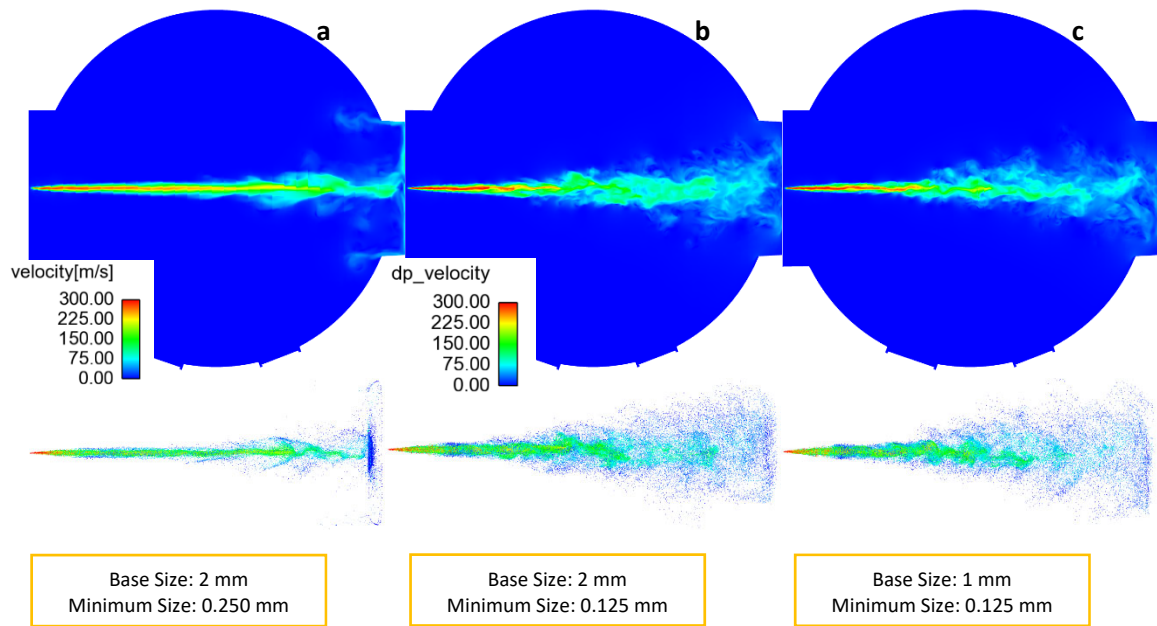 a
b
c
velocity[m/s]
300.00
225.00
150.00
75.00
0.00
dp_velocity
300.00
225.00
150.00
75.00
0.00
Base Size: 2 mm
Minimum Size: 0.250 mm
Base Size: 2 mm
Minimum Size: 0.125 mm
Base Size: 1 mm
Minimum Size: 0.125 mm